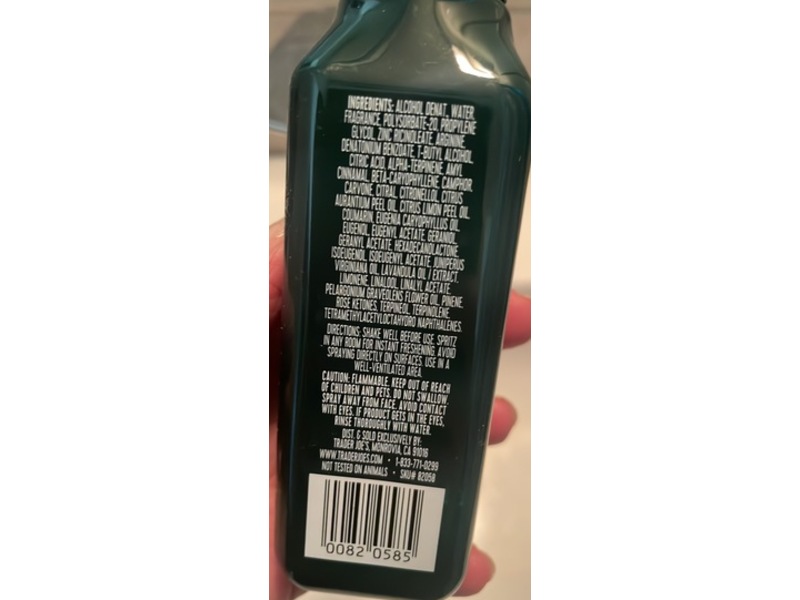 INGREDIENTS: ALCOHOL DENAT., WATER,
FRAGRANCE, POLYSORBATE-20, PROPYLENE
GLYCOL, ZINC RICINOLEATE, ARGININE,
DENATONIUM BENZOATE, T-BUTYL ALCOHOL,
CITRIC ACID, ALPHA-TERPINENE, AMYL
CINNAMAL, BETA-CARYOPHYLLENE, CAMPHOR,
CARVONE, CITRAL, CITRONELLOL, CITRUS
AURANTIUM PEEL OIL, CITRUS LIMON PEEL OIL,
COUMARIN, EUGENIA CARYOPHYLLUS OIL,
EUGENOL, EUGENYL ACETATE, GERANIOL,
GERANYL ACETATE, HEXADECANOLACTONE,
ISOEUGENOL, ISOEUGENYL ACETATE, JUNIPERUS
VIRGINIANA OIL, LAVANDULA OIL / EXTRACT,
LIMONENE, LINALOOL, LINALYL ACETATE,
PELARGONIUM GRAVEOLENS FLOWER OIL, PINENE,
ROSE KETONES, TERPINEOL, TERPINOLENE,
TETRAMETHYLACETYLOCTAHYDRO NAPHTHALENES.
DIRECTIONS: SHAKE WELL BEFORE USE. SPRITZ
IN ANY ROOM FOR INSTANT FRESHENING. AVOID
SPRAYING DIRECTLY ON SURFACES. USE IN A
WELL-VENTILATED AREA.
CAUTION: FLAMMABLE. KEEP OUT OF REACH
OF CHILDREN AND PETS. DO NOT SWALLOW.
SPRAY AWAY FROM FACE. AVOID CONTACT
WITH EYES. IF PRODUCT GETS IN THE EYES,
RINSE THOROUGHLY WITH WATER.
DIST. & SOLD EXCLUSIVELY BY:
TRADER JOE'S, MONROVIA, CA 91016
WWW.TRADERJOES.COM • 1-833-771-0299
NOT TESTED ON ANIMALS • SKU# 82058
0082 0585